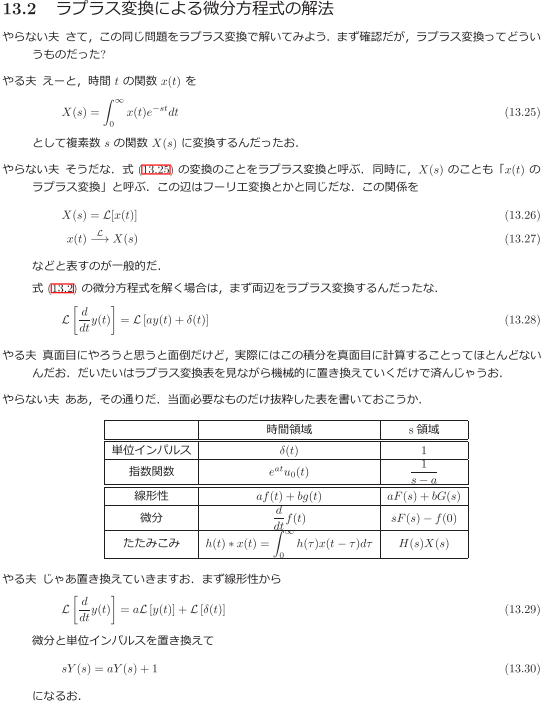 13.2 ラプラス変換による微分方程式の解法
やらない夫 さて，この同じ問題をラプラス変換で解いてみよう．まず確認だが，ラプラス変換ってどうい
うものだった?
やる夫 えーと，時間 t の関数 x(t) を
X(s) = ∫_0^∞ x(t)e^{−st}dt (13.25)
として複素数 s の関数 X(s) に変換するんだったお．
やらない夫 そうだな．式 (13.25) の変換のことをラプラス変換と呼ぶ．同時に，X(s) のことも「x(t) の
ラプラス変換」と呼ぶ．この辺はフーリエ変換とかと同じだな．この関係を
X(s) = ℒ[x(t)] (13.26)
x(t) —ℒ→ X(s) (13.27)
などと表すのが一般的だ．
式 (13.2) の微分方程式を解く場合は，まず両辺をラプラス変換するんだったな．
ℒ [d/dt y(t)] = ℒ [ay(t) + δ(t)] (13.28)
やる夫 真面目にやろうと思うと面倒だけど，実際にはこの積分を真面目に計算することってほとんどない
んだお．だいたいはラプラス変換表を見ながら機械的に置き換えていくだけで済んじゃうお．
やらない夫 ああ，その通りだ．当面必要なものだけ抜粋した表を書いておこうか．
時間領域 s 領域
単位インパルス δ(t) 1
指数関数 e^{at}u_0(t) 1/(s − a)
線形性 af(t) + bg(t) aF(s) + bG(s)
微分 d/dt f(t) sF(s) − f(0)
たたみこみ h(t) ∗ x(t) = ∫_0^∞ h(τ)x(t − τ)dτ H(s)X(s)
やる夫 じゃあ置き換えていきますお．まず線形性から
ℒ [d/dt y(t)] = aℒ [y(t)] + ℒ [δ(t)] (13.29)
微分と単位インパルスを置き換えて
sY(s) = aY(s) + 1 (13.30)
になるお．